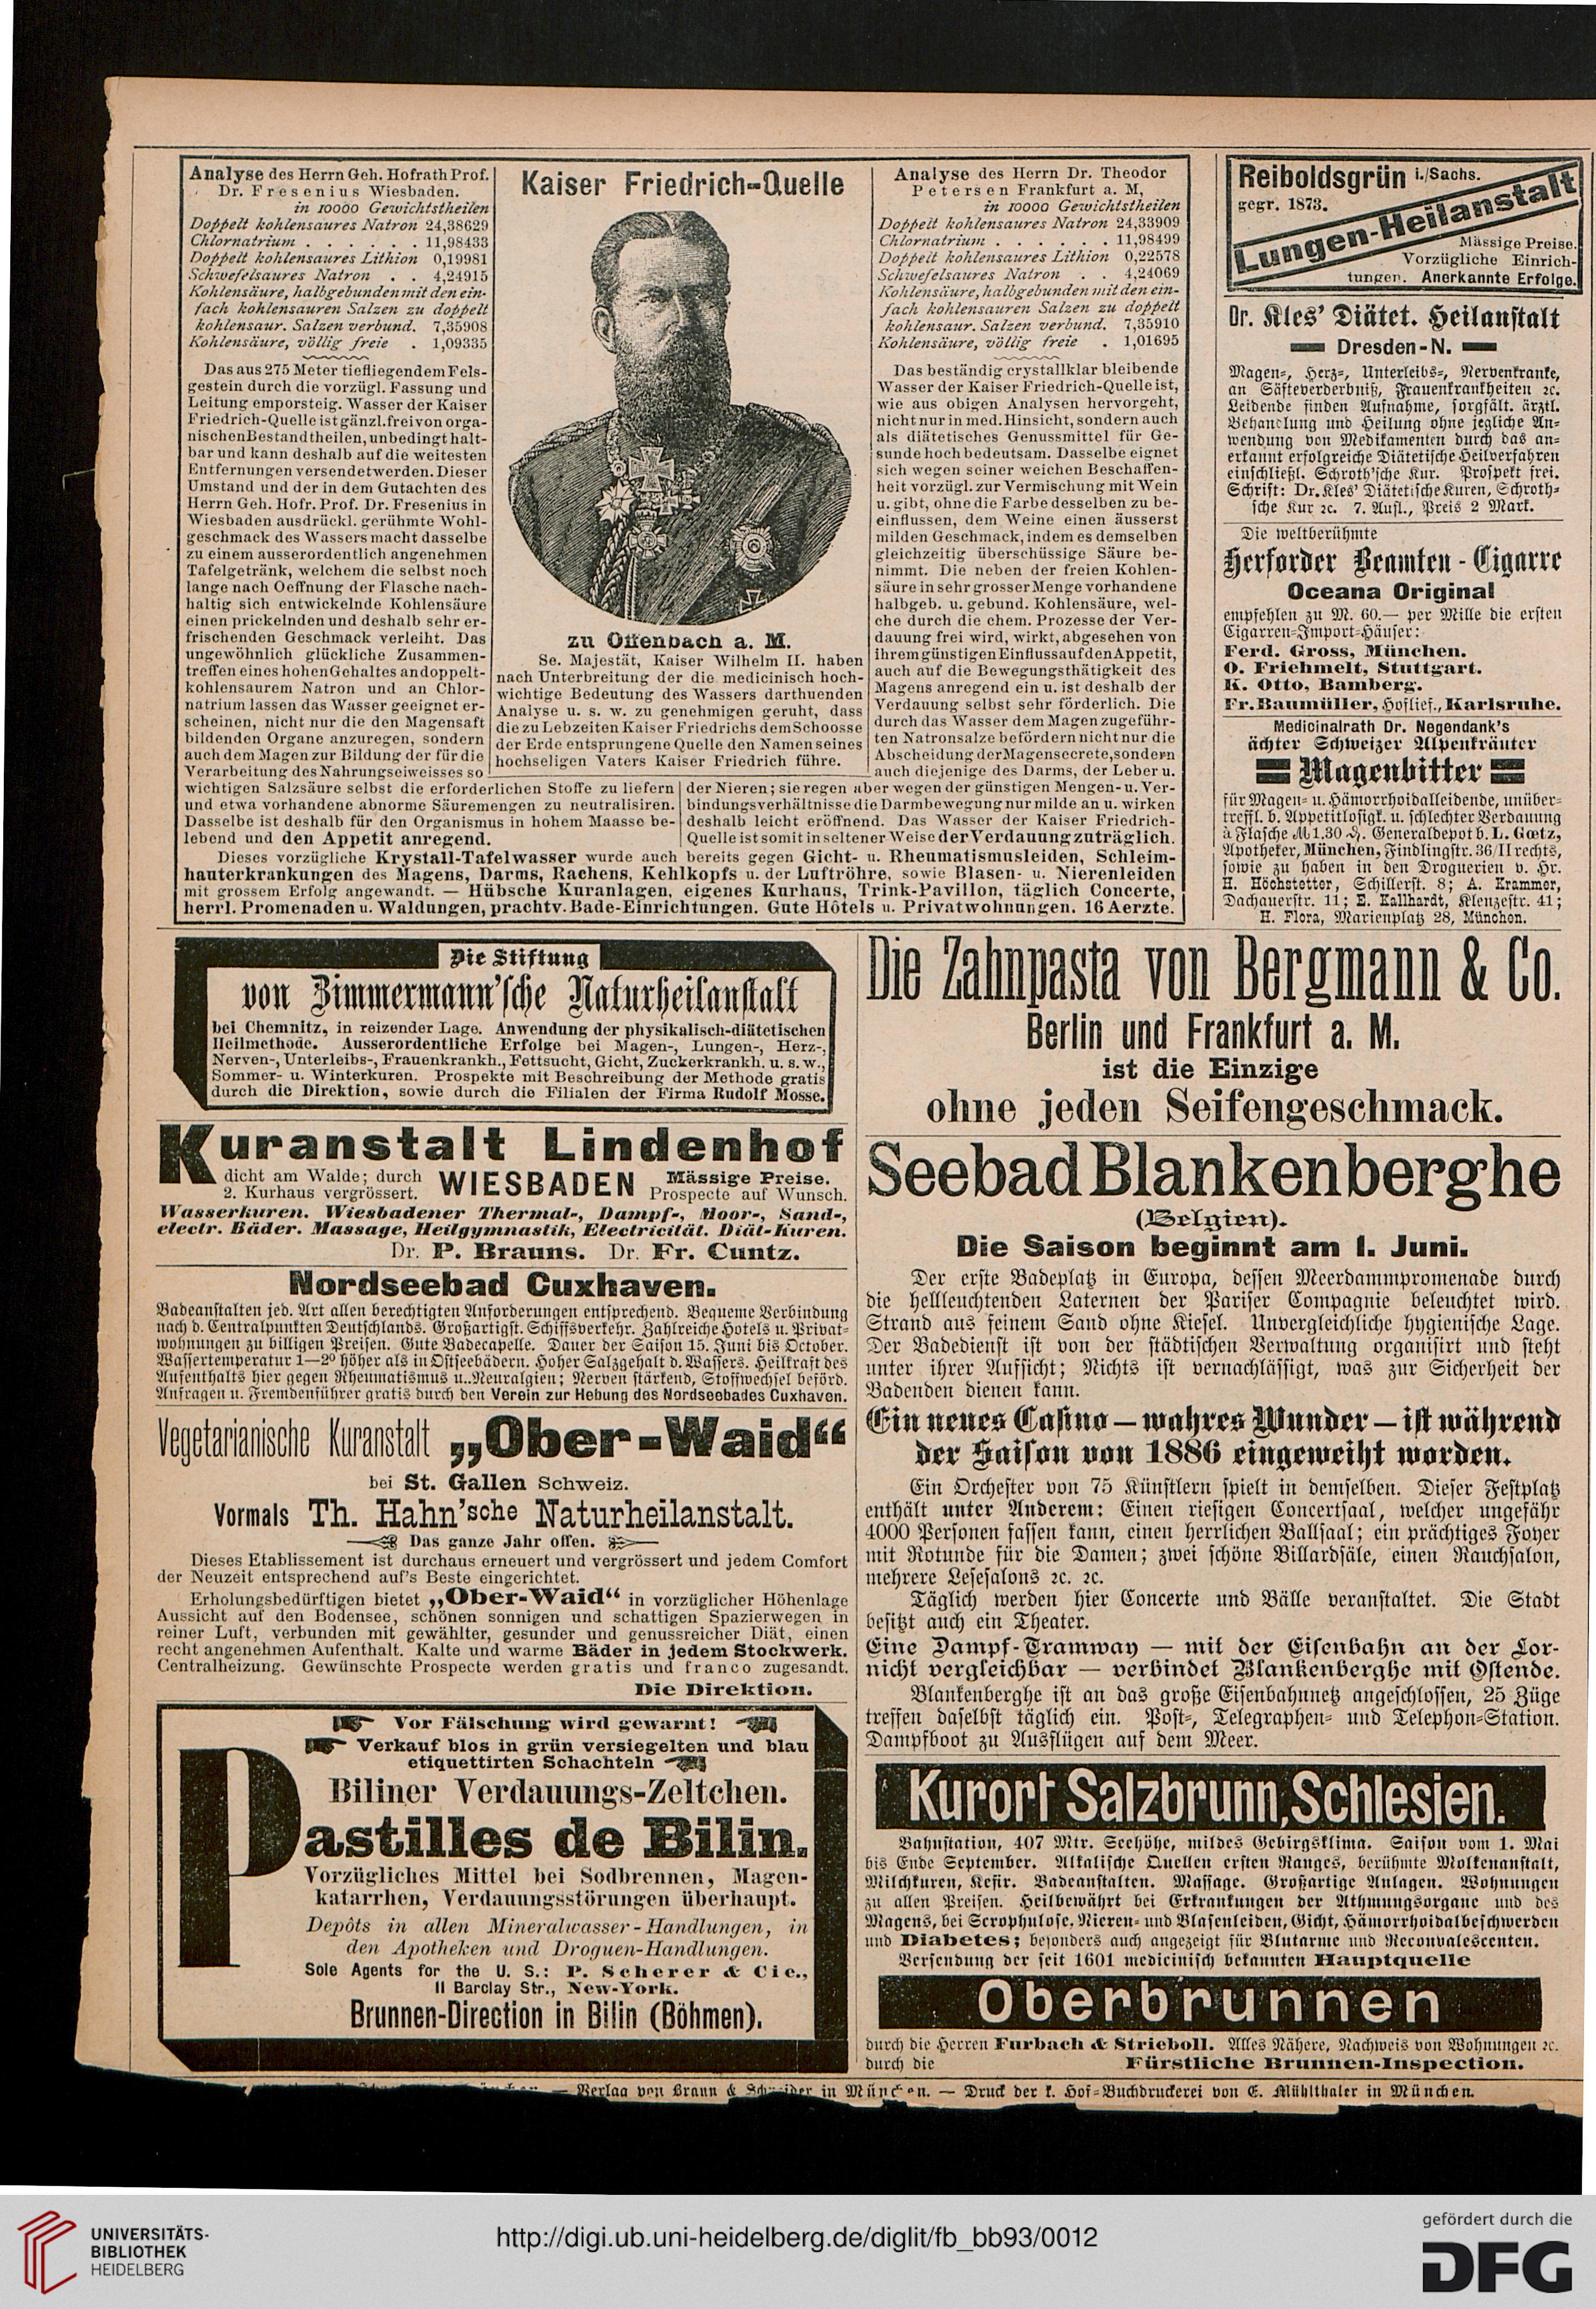 Analyse des Herrn Geh. Hofrath Prof.
Dr. Fresenius Wiesbaden.
in 10000 Gewichtstheilen
Doppelt kohlensaures Natron 24,38629
Chlornatrium . . . . . . 11,98433
Doppelt kohlensaures Lithion 0,19981
Schwefelsaures Natron . . 4,24915
Kohlensäure, halbgebunden mit den ein-
fach kohlensauren Salzen zu doppelt
kohlensaur. Salzen verbund. 7,35908
Kohlensäure, völlig freie . 1,09335
Das aus 275 Meter tiefliegendem Fels-
gestein durch die vorzügl. Fassung und
Leitung emporsteig. Wasser der Kaiser
Friedrich-Quelle ist gänzl. frei von orga-
nischen Bestandtheilen, unbedingt halt-
bar und kann deshalb auf die weitesten
Entfernungen versendet werden. Dieser
Umstand und der in dem Gutachten des
Herrn Geh. Hofr. Prof. Dr. Fresenius in
Wiesbaden ausdrückl. gerühmte Wohl-
geschmack des Wassers macht dasselbe
zu einem ausserordentlich angenehmen
Tafelgetränk, welchem die selbst noch
lange nach Oeffnung der Flasche nach-
haltig sich entwickelnde Kohlensäure
einen prickelnden und deshalb sehr er-
frischenden Geschmack verleiht. Das
ungewöhnlich glückliche Zusammen-
treffen eines hohen Gehaltes an doppelt-
kohlensaurem Natron und an Chlor-
natrium lassen das Wasser geeignet er-
scheinen, nicht nur die den Magensaft
bildenden Organe anzuregen, sondern
auch dem Magen zur Bildung der für die
Verarbeitung des Nahrungseiweisses so
wichtigen Salzsäure selbst die erforderlichen Stoffe zu liefern
und etwa vorhandene abnorme Säuremengen zu neutralisiren.
Dasselbe ist deshalb für den Organismus in hohem Maasse be-
lebend und den Appetit anregend.
Kaiser Friedrich-Quelle
zu Offenbach a. M.
Se. Majestät, Kaiser Wilhelm II. haben
nach Unterbreitung der die medicinisch hoch-
wichtige Bedeutung des Wassers darthuenden
Analyse u. s. w. zu genehmigen geruht, dass
die zu Lebzeiten Kaiser Friedrichs dem Schoosse
der Erde entsprungene Quelle den Namen seines
hochseligen Vaters Kaiser Friedrich führe.
Analyse des Herrn Dr. Theodor
Petersen Frankfurt a. M,
in 10000 Gewichtstheilen
Doppelt kohlensaures Natron 24,33909
Chlornatrium . . . . . . 11,98499
Doppelt kohlensaures Lithion 0,22578
Schwefelsaures Natron . . 4,24069
Kohlensäure, halbgebunden mit den ein-
fach kohlensauren Salzen zu doppelt
kohlensaur. Salzen verbund. 7,35910
Kohlensäure, völlig freie . 1,01695
Das beständig crystallklar bleibende
Wasser der Kaiser Friedrich-Quelle ist,
wie aus obigen Analysen hervorgeht,
nicht nur in med. Hinsicht, sondern auch
als diätetisches Genussmittel für Ge-
sunde hoch bedeutsam. Dasselbe eignet
sich wegen seiner weichen Beschaffen-
heit vorzügl. zur Vermischung mit Wein
u. gibt, ohne die Farbe desselben zu be-
einflussen, dem Weine einen äusserst
milden Geschmack, indem es demselben
gleichzeitig überschüssige Säure be-
nimmt. Die neben der freien Kohlen-
säure in sehr grosser Menge vorhandene
halbgeb. u. gebund. Kohlensäure, wel-
che durch die chem. Prozesse der Ver-
dauung frei wird, wirkt, abgesehen von
ihrem günstigen Einfluss auf den Appetit,
auch auf die Bewegungsthätigkeit des
Magens anregend ein u. ist deshalb der
Verdauung selbst sehr förderlich. Die
durch das Wasser dem Magen zugeführ-
ten Natronsalze befördern nicht nur die
Abscheidung der Magensecrete, sondern
auch diejenige des Darms, der Leber u.
der Nieren; sie regen aber wegen der günstigen Mengen- u. Ver-
bindungsverhältnisse die Darmbewegung nur milde an u. wirken
deshalb leicht eröffnend. Das Wasser der Kaiser Friedrich-
Quelle ist somit in seltener Weise der Verdauung zuträglich.
Dieses vorzügliche Krystall-Tafelwasser wurde auch bereits gegen Gicht- u. Rheumatismusleiden, Schleim-
hauterkrankungen des Magens, Darms, Rachens, Kehlkopfs u. der Luftröhre, sowie Blasen- u. Nierenleiden
mit grossem Erfolg angewandt. — Hübsche Kuranlagen, eigenes Kurhaus, Trink-Pavillon, täglich Concerte,
herrl. Promenaden u. Waldungen, prachtv. Bade-Einrichtungen. Gute Hôtels u. Privatwohnungen. 16 Aerzte.
Reiboldsgrün i./Sachs.
gegr. 1873.
Lungen-Heilanstalt
Mässige Preise.
Vorzügliche Einrich-
tungen. Anerkannte Erfolge.
Dr. Kles' Diätet. Heilanstalt
Dresden-N.
Magen-, Herz-, Unterleibs-, Nervenkranke,
an Säfteverderbniß, Frauenkrankheiten ꝛc.
Leidende finden Aufnahme, sorgfält. ärztl.
Behandlung und Heilung ohne jegliche An-
wendung von Medikamenten durch das an-
erkannt erfolgreiche Diätetische Heilverfahren
einschließl. Schroth'sche Kur. Prospekt frei.
Schrift: Dr. Kles' Diätetische Kuren, Schroth-
sche Kur ꝛc. 7. Aufl., Preis 2 Mark.
Die weltberühmte
Herforder Beamten-Cigarre
Oceana Original
empfehlen zu M. 60.— per Mille die ersten
Cigarren-Import-Häuser:
Ferd. Gross, München.
O. Friehmelt, Stuttgart.
K. Otto, Bamberg.
Fr. Baumüller, Hoflief., Karlsruhe.
Medicinalrath Dr. Negendank's
ächter Schweizer Alpenkräuter
Magenbitter
für Magen- u. Hämorrhoidalleidende, unüber-
treffl. b. Appetitlosigk. u. schlechter Verdauung
à Flasche ℳ 1.30 ₰. Generaldepot b. L. Gœtz,
Apotheker, München, Findlingstr. 36/II rechts,
sowie zu haben in den Droguerien v. Hr.
H. Höchstetter, Schillerst. 8; A. Krammer,
Dachauerstr. 11; E. Kallhardt, Klenzestr. 41;
H. Flora, Marienplatz 28, München.
Die Stiftung
von Zimmermann'sche Naturheilanstalt
bei Chemnitz, in reizender Lage. Anwendung der physikalisch-diätetischen
Heilmethode. Ausserordentliche Erfolge bei Magen-, Lungen-, Herz-,
Nerven-, Unterleibs-, Frauenkrankh., Fettsucht, Gicht, Zuckerkrankh. u. s. w.,
Sommer- u. Winterkuren. Prospekte mit Beschreibung der Methode gratis
durch die Direktion, sowie durch die Filialen der Firma Rudolf Mosse.
Kuranstalt Lindenhof
dicht am Walde; durch
2. Kurhaus vergrössert.
WIESBADEN
Mässige Preise.
Prospecte auf Wunsch.
Wasserkuren. Wiesbadener Thermal-, Dampf-, Moor-, Sand-,
electr. Bäder. Massage, Heilgymnastik, Electricität. Diät-Kuren.
Dr. P. Brauns. Dr. Fr. Cuntz.
Nordseebad Cuxhaven.
Badeanstalten jed. Art allen berechtigten Anforderungen entsprechend. Bequeme Verbindung
nach d. Centralpunkten Deutschlands. Großartigst. Schiffsverkehr. Zahlreiche Hotels u. Privat-
wohnungen zu billigen Preisen. Gute Badecapelle. Dauer der Saison 15. Juni bis October.
Wassertemperatur 1—2° höher als in Ostseebädern. Hoher Salzgehalt d. Wassers. Heilkraft des
Aufenthalts hier gegen Rheumatismus u. Neuralgien; Nerven stärkend, Stoffwechsel beförd.
Anfragen u. Fremdenführer gratis durch den Verein zur Hebung des Nordseebades Cuxhaven.
Vegetarianische Kuranstalt „Ober-Waid“
bei St. Gallen Schweiz.
Vormals Th. Hahn'sche Naturheilanstalt.
Das ganze Jahr offen.
Dieses Etablissement ist durchaus erneuert und vergrössert und jedem Comfort
der Neuzeit entsprechend auf's Beste eingerichtet.
Erholungsbedürftigen bietet „Ober-Waid“ in vorzüglicher Höhenlage
Aussicht auf den Bodensee, schönen sonnigen und schattigen Spazierwegen in
reiner Luft, verbunden mit gewählter, gesunder und genussreicher Diät, einen
recht angenehmen Aufenthalt. Kalte und warme Bäder in jedem Stockwerk.
Centralheizung. Gewünschte Prospecte werden gratis und franco zugesandt.
Die Direktion.
Vor Fälschung wird gewarnt!
Verkauf blos in grün versiegelten und blau
etiquettirten Schachteln
Biliner Verdauungs-Zeltchen.
Pastilles de Bilin.
Vorzügliches Mittel bei Sodbrennen, Magen-
katarrhen, Verdauungsstörungen überhaupt.
Depôts in allen Mineralwasser-Handlungen, in
den Apotheken und Droguen-Handlungen.
Sole Agents for the U. S.: P. Scherer & Cie.,
11 Barclay Str., New-York.
Brunnen-Direction in Bilin (Böhmen).
Die Zahnpasta von Bergmann & Co.
Berlin und Frankfurt a. M.
ist die Einzige
ohne jeden Seifengeschmack.
Seebad Blankenberghe
(Belgien).
Die Saison beginnt am 1. Juni.
Der erste Badeplatz in Europa, dessen Meerdammpromenade durch
die hellleuchtenden Laternen der Pariser Compagnie beleuchtet wird.
Strand aus feinem Sand ohne Kiesel. Unvergleichliche hygienische Lage.
Der Badedienst ist von der städtischen Verwaltung organisirt und steht
unter ihrer Aufsicht; Nichts ist vernachlässigt, was zur Sicherheit der
Badenden dienen kann.
Ein neues Casino — wahres Wunder — ist während
der Saison von 1886 eingeweiht worden.
Ein Orchester von 75 Künstlern spielt in demselben. Dieser Festplatz
enthält unter Anderem: Einen riesigen Concertsaal, welcher ungefähr
4000 Personen fassen kann, einen herrlichen Ballsaal; ein prächtiges Foyer
mit Rotunde für die Damen; zwei schöne Billardsäle, einen Rauchsalon,
mehrere Lesesalons ꝛc. ꝛc.
Täglich werden hier Concerte und Bälle veranstaltet. Die Stadt
besitzt auch ein Theater.
Eine Dampf-Tramway — mit der Eisenbahn an der Cor-
nicht vergleichbar — verbindet Blankenberghe mit Ostende.
Blankenberghe ist an das große Eisenbahnnetz angeschlossen, 25 Züge
treffen daselbst täglich ein. Post-, Telegraphen- und Telephon-Station.
Dampfboot zu Ausflügen auf dem Meer.
Kurort Salzbrunn, Schlesien.
Bahnstation, 407 Mtr. Seehöhe, mildes Gebirgsklima. Saison vom 1. Mai
bis Ende September. Alkalische Quellen ersten Ranges, berühmte Molkenanstalt,
Milchkuren, Kefir. Badeanstalten. Massage. Großartige Anlagen. Wohnungen
zu allen Preisen. Heilbewährt bei Erkrankungen der Athmungsorgane und des
Magens, bei Scrophulose, Nieren- und Blasenleiden, Gicht, Hämorrhoidalbeschwerden
und Diabetes; besonders auch angezeigt für Blutarme und Reconvalescenten.
Versendung der seit 1601 medicinisch bekannten Hauptquelle
Oberbrunnen
durch die Herren Furbach & Strieboll. Alles Nähere, Nachweis von Wohnungen ꝛc.
durch die Fürstliche Brunnen-Inspection.
— Verlag von Braun & Schneider in München. — Druck der k. Hof-Buchdruckerei von E. Mühlthaler in München.
UNIVERSITÄTS-
BIBLIOTHEK
HEIDELBERG
http://digi.ub.uni-heidelberg.de/diglit/fb_bb93/0012
gefördert durch die
DFG